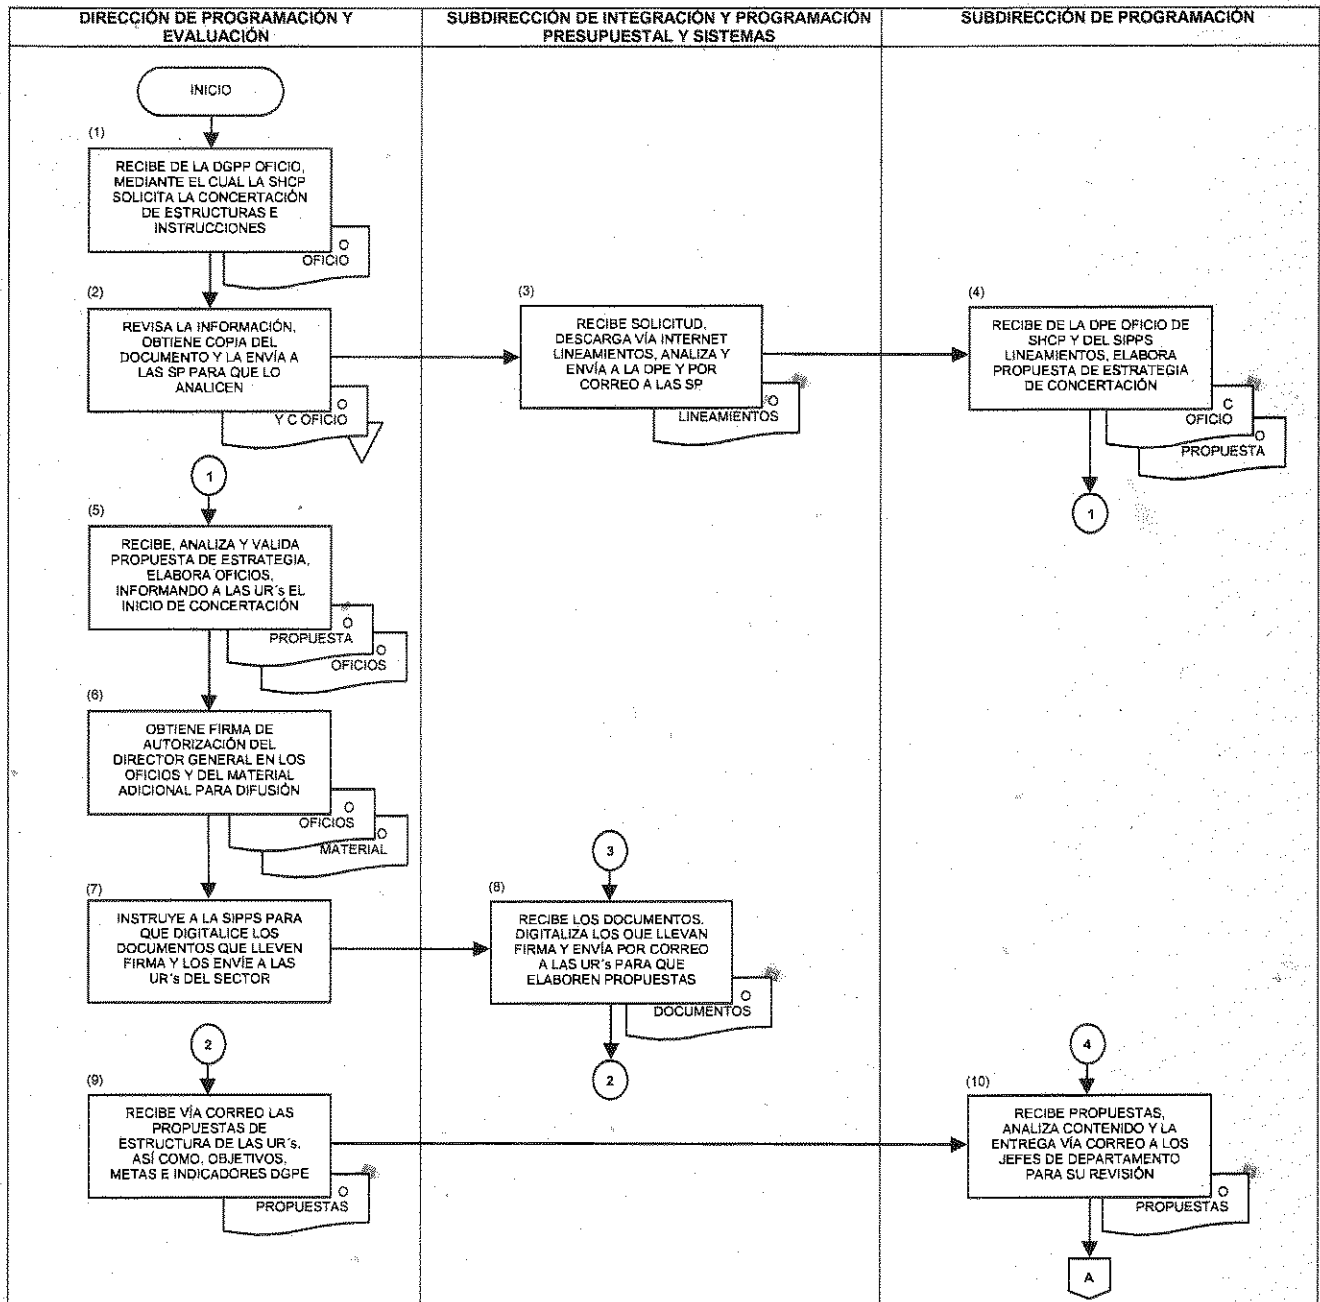 DIRECCIÓN DE PROGRAMACIÓN Y
EVALUACIÓN
SUBDIRECCIÓN DE INTEGRACIÓN Y PROGRAMACIÓN
PRESUPUESTAL Y SISTEMAS
SUBDIRECCIÓN DE PROGRAMACIÓN
INICIO
(1)
RECIBE DE LA DGPP OFICIO,
MEDIANTE EL CUAL LA SHCP
SOLICITA LA CONCERTACIÓN
DE ESTRUCTURAS E
INSTRUCCIONES
O
OFICIO
(2)
REVISA LA INFORMACIÓN,
OBTIENE COPIA DEL
DOCUMENTO Y LA ENVÍA A
LAS SP PARA QUE LO
ANALICEN
O
Y C OFICIO
(3)
RECIBE SOLICITUD,
DESCARGA VÍA INTERNET
LINEAMIENTOS, ANALIZA Y
ENVÍA A LA DPE Y POR
CORREO A LAS SP
O
LINEAMIENTOS
(4)
RECIBE DE LA DPE OFICIO DE
SHCP Y DEL SIPPS
LINEAMIENTOS, ELABORA
PROPUESTA DE ESTRATEGIA
DE CONCERTACIÓN
C
OFICIO
O
PROPUESTA
1
1
(5)
RECIBE, ANALIZA Y VALIDA
PROPUESTA DE ESTRATEGIA,
ELABORA OFICIOS,
INFORMANDO A LAS UR´s EL
INICIO DE CONCERTACIÓN
O
PROPUESTA
O
OFICIOS
(6)
OBTIENE FIRMA DE
AUTORIZACIÓN DEL
DIRECTOR GENERAL EN LOS
OFICIOS Y DEL MATERIAL
ADICIONAL PARA DIFUSIÓN
O
OFICIOS
O
MATERIAL
(7)
INSTRUYE A LA SIPPS PARA
QUE DIGITALICE LOS
DOCUMENTOS QUE LLEVEN
FIRMA Y LOS ENVÍE A LAS
UR´s DEL SECTOR
3
(8)
RECIBE LOS DOCUMENTOS,
DIGITALIZA LOS QUE LLEVAN
FIRMA Y ENVÍA POR CORREO
A LAS UR´s PARA QUE
ELABOREN PROPUESTAS
O
DOCUMENTOS
2
2
(9)
RECIBE VÍA CORREO LAS
PROPUESTAS DE
ESTRUCTURA DE LAS UR´s,
ASÍ COMO, OBJETIVOS,
METAS E INDICADORES DGPE
O
PROPUESTAS
4
(10)
RECIBE PROPUESTAS,
ANALIZA CONTENIDO Y LA
ENTREGA VÍA CORREO A LOS
JEFES DE DEPARTAMENTO
PARA SU REVISIÓN
O
PROPUESTAS
A